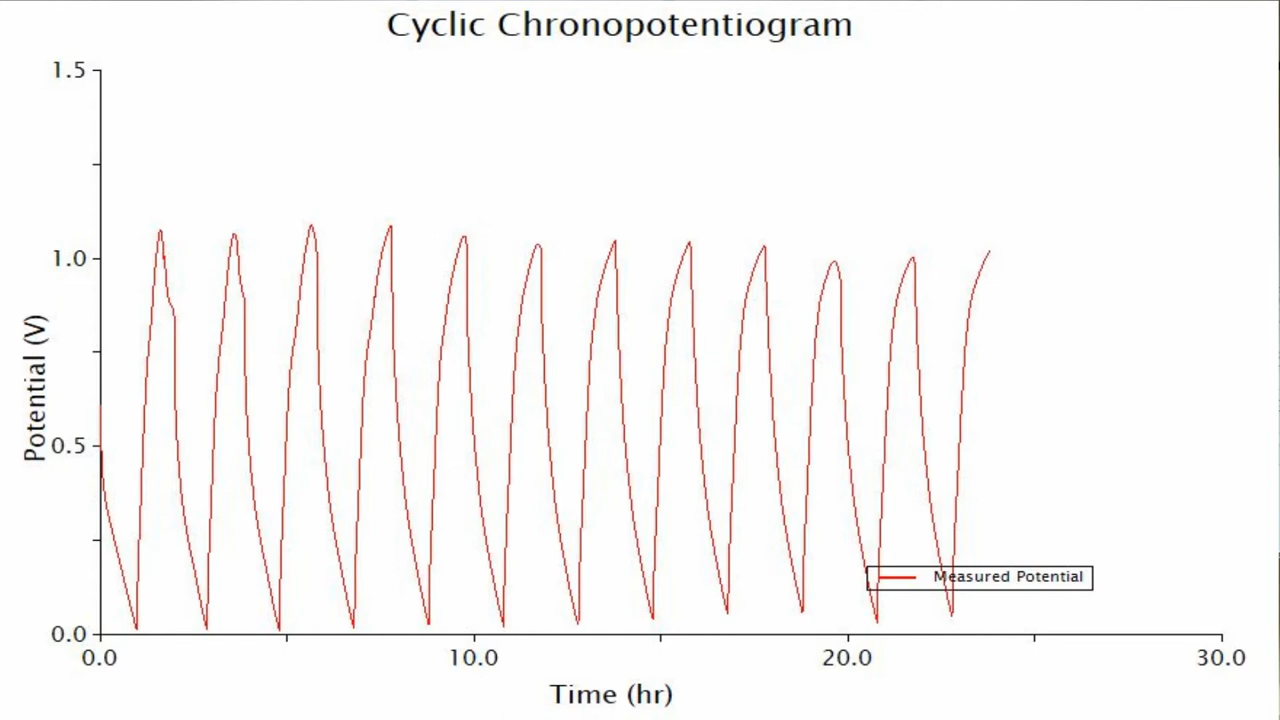 Cyclic Chronopotentiogram
1.5
1.0
0.5
0.0
Potential (V)
Measured Potential
0.0 10.0 20.0 30.0
Time (hr)